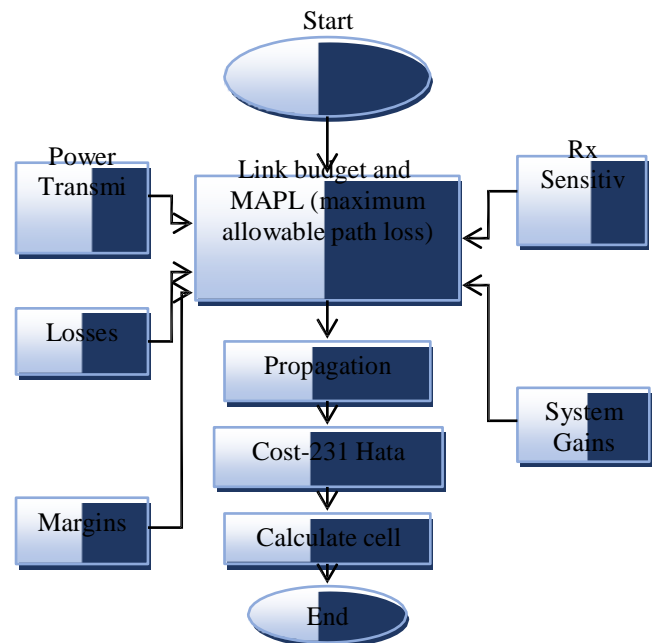 Start
Power
Transmi
Link budget and
MAPL (maximum
allowable path loss)
Rx
Sensitiv
Losses
Propagation
System
Gains
Cost-231 Hata
Margins
Calculate cell
End